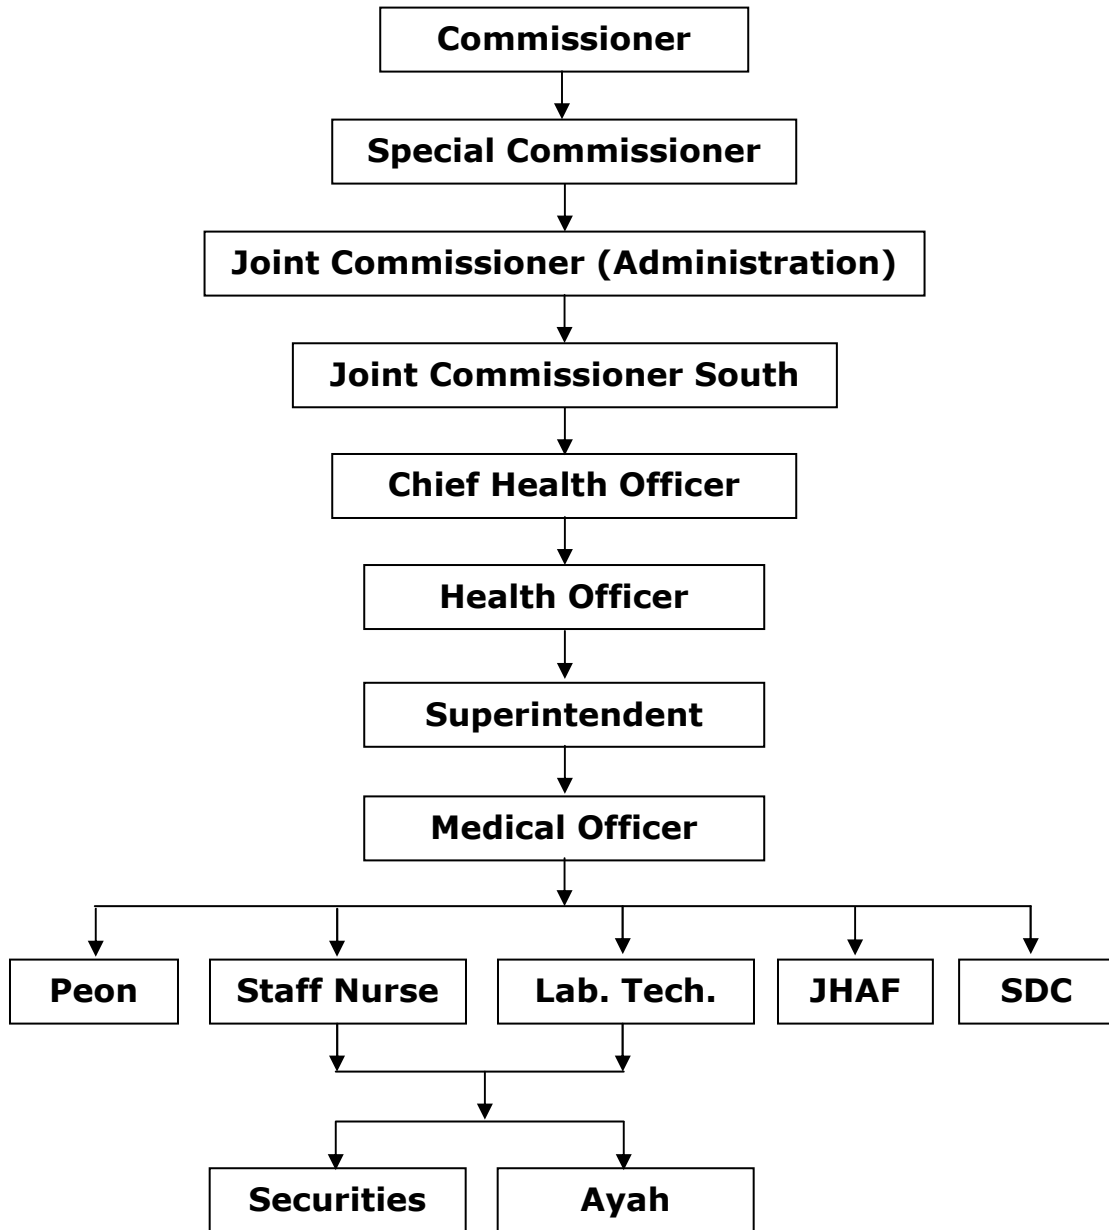 Commissioner
Special Commissioner
Joint Commissioner (Administration)
Joint Commissioner South
Chief Health Officer
Health Officer
Superintendent
Medical Officer
Peon
Staff Nurse
Lab. Tech.
JHAF
SDC
Securities
Ayah